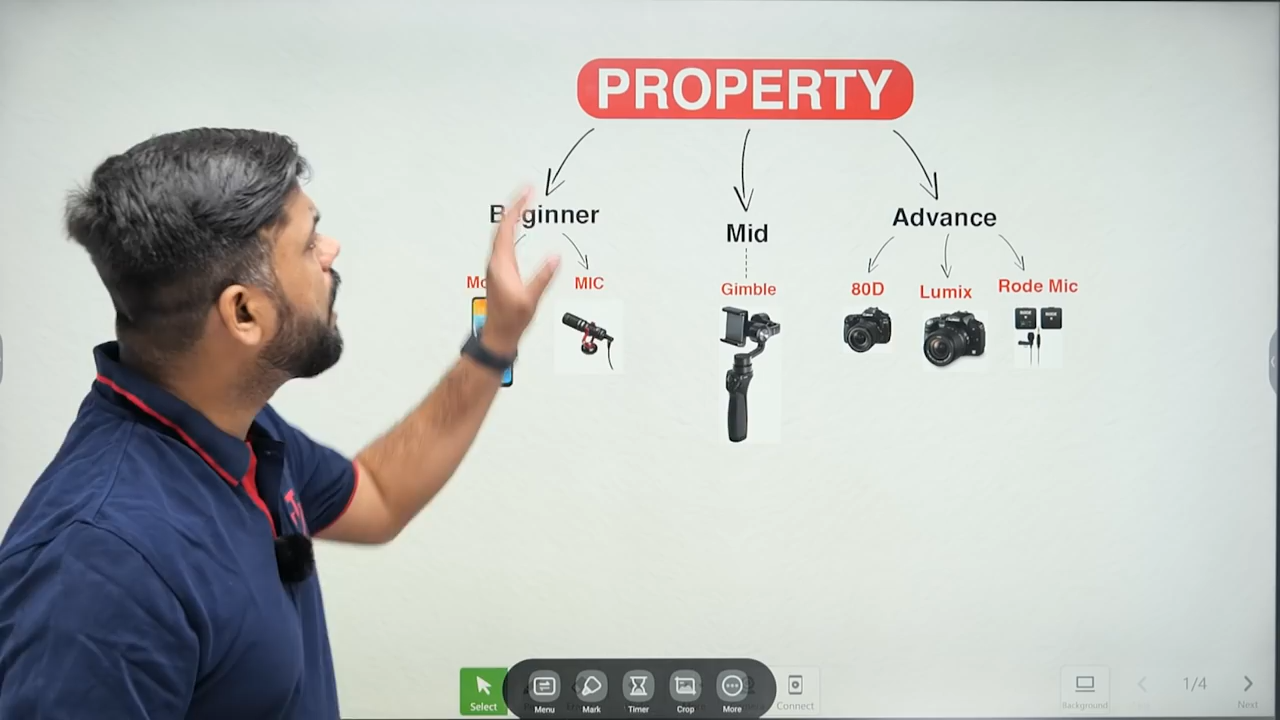 PROPERTY
Beginner
Mid
Advance
MIC
Gimble
80D
Lumix
Rode Mic
Select
Menu
Mark
Timer
Crop
More
Connect
Background
1/4
Next